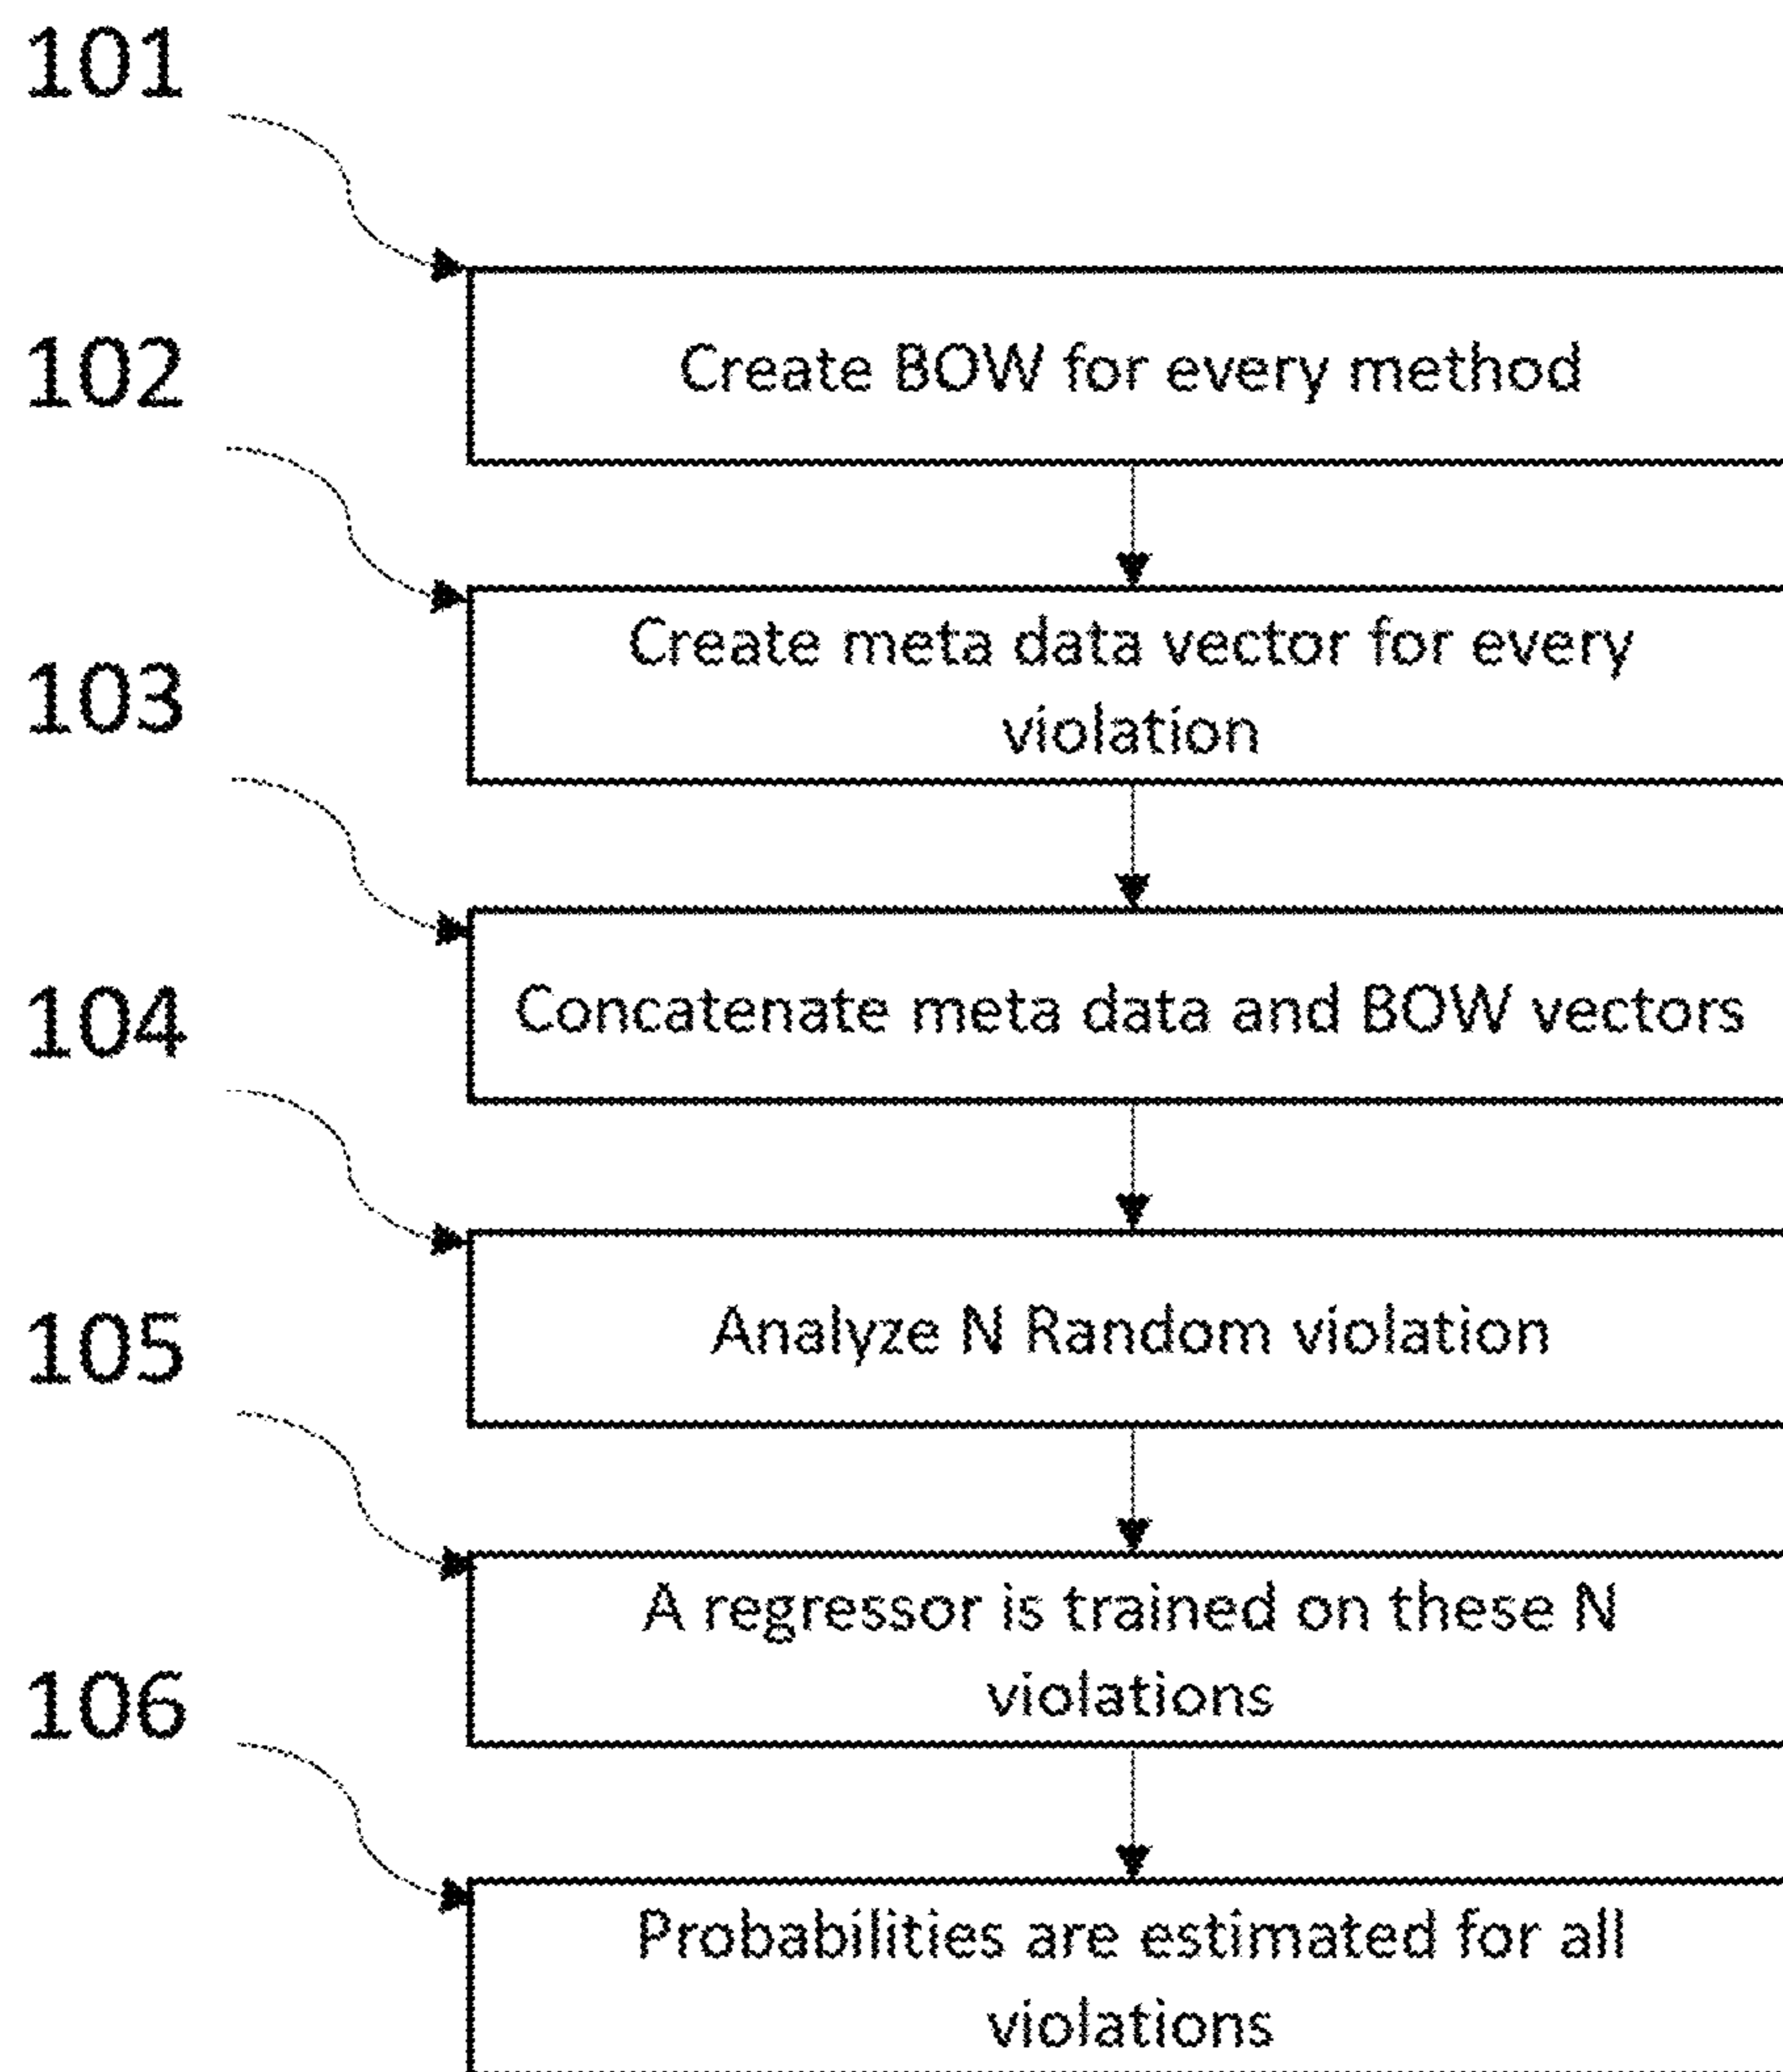 101
Create BOW for every method
102
Create meta data vector for every
violation
103
Concatenate meta data and BOW vectors
104
Analyze N Random violation
105
A regressor is trained on these N
violations
106
Probabilities are estimated for all
violations